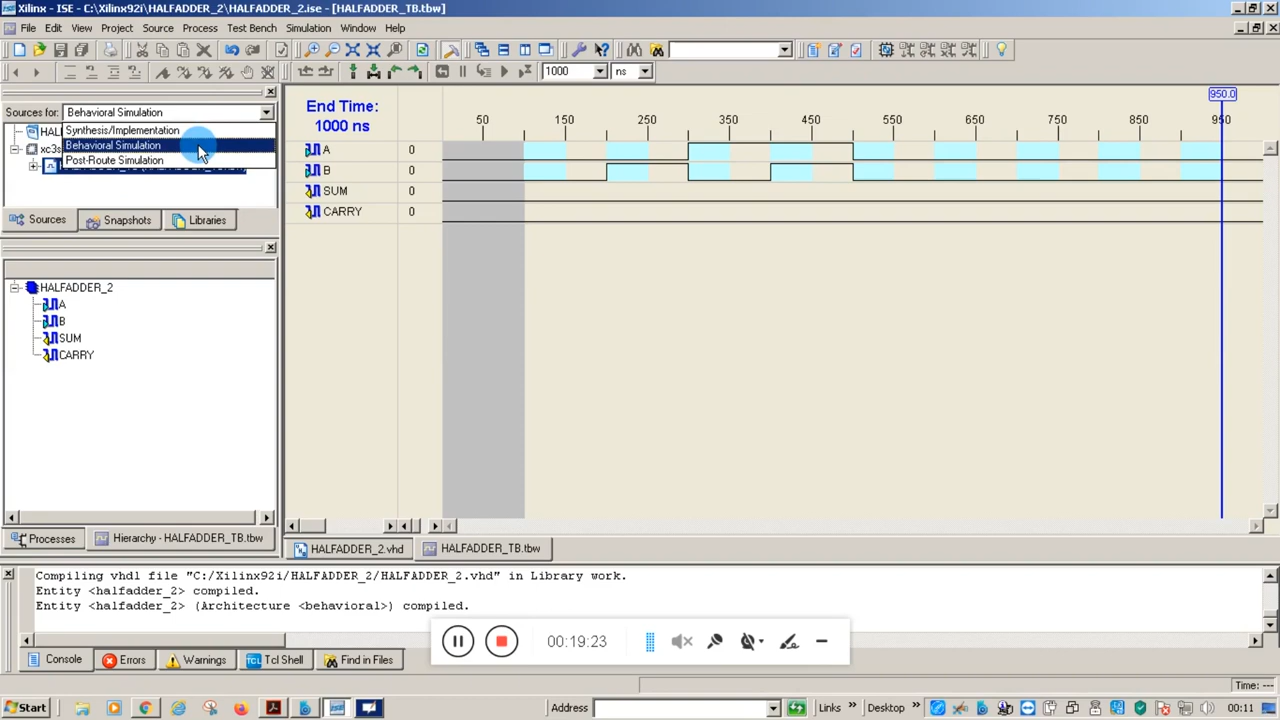 Xilinx - ISE - C:\Xilinx92i\HALFADDER_2\HALFADDER_2.ise - [HALFADDER_TB.tbw]
File Edit View Project Source Process Test Bench Simulation Window Help
1000 ns
Sources for: Behavioral Simulation
Synthesis/Implementation
Behavioral Simulation
Post-Route Simulation
HAL
xc3s
Sources Snapshots Libraries
HALFADDER_2
A
B
SUM
CARRY
Processes Hierarchy - HALFADDER_TB.tbw
End Time:
1000 ns
950.0
50 150 250 350 450 550 650 750 850 950
A 0
B 0
SUM 0
CARRY 0
HALFADDER_2.vhd HALFADDER_TB.tbw
Compiling vhdl file "C:/Xilinx92i/HALFADDER_2/HALFADDER_2.vhd" in Library work.
Entity <halfadder_2> compiled.
Entity <halfadder_2> (Architecture <behavioral>) compiled.
00:19:23
Console Errors Warnings TCL Tcl Shell Find in Files
Time: ---
Start Address Links » Desktop » 00:11